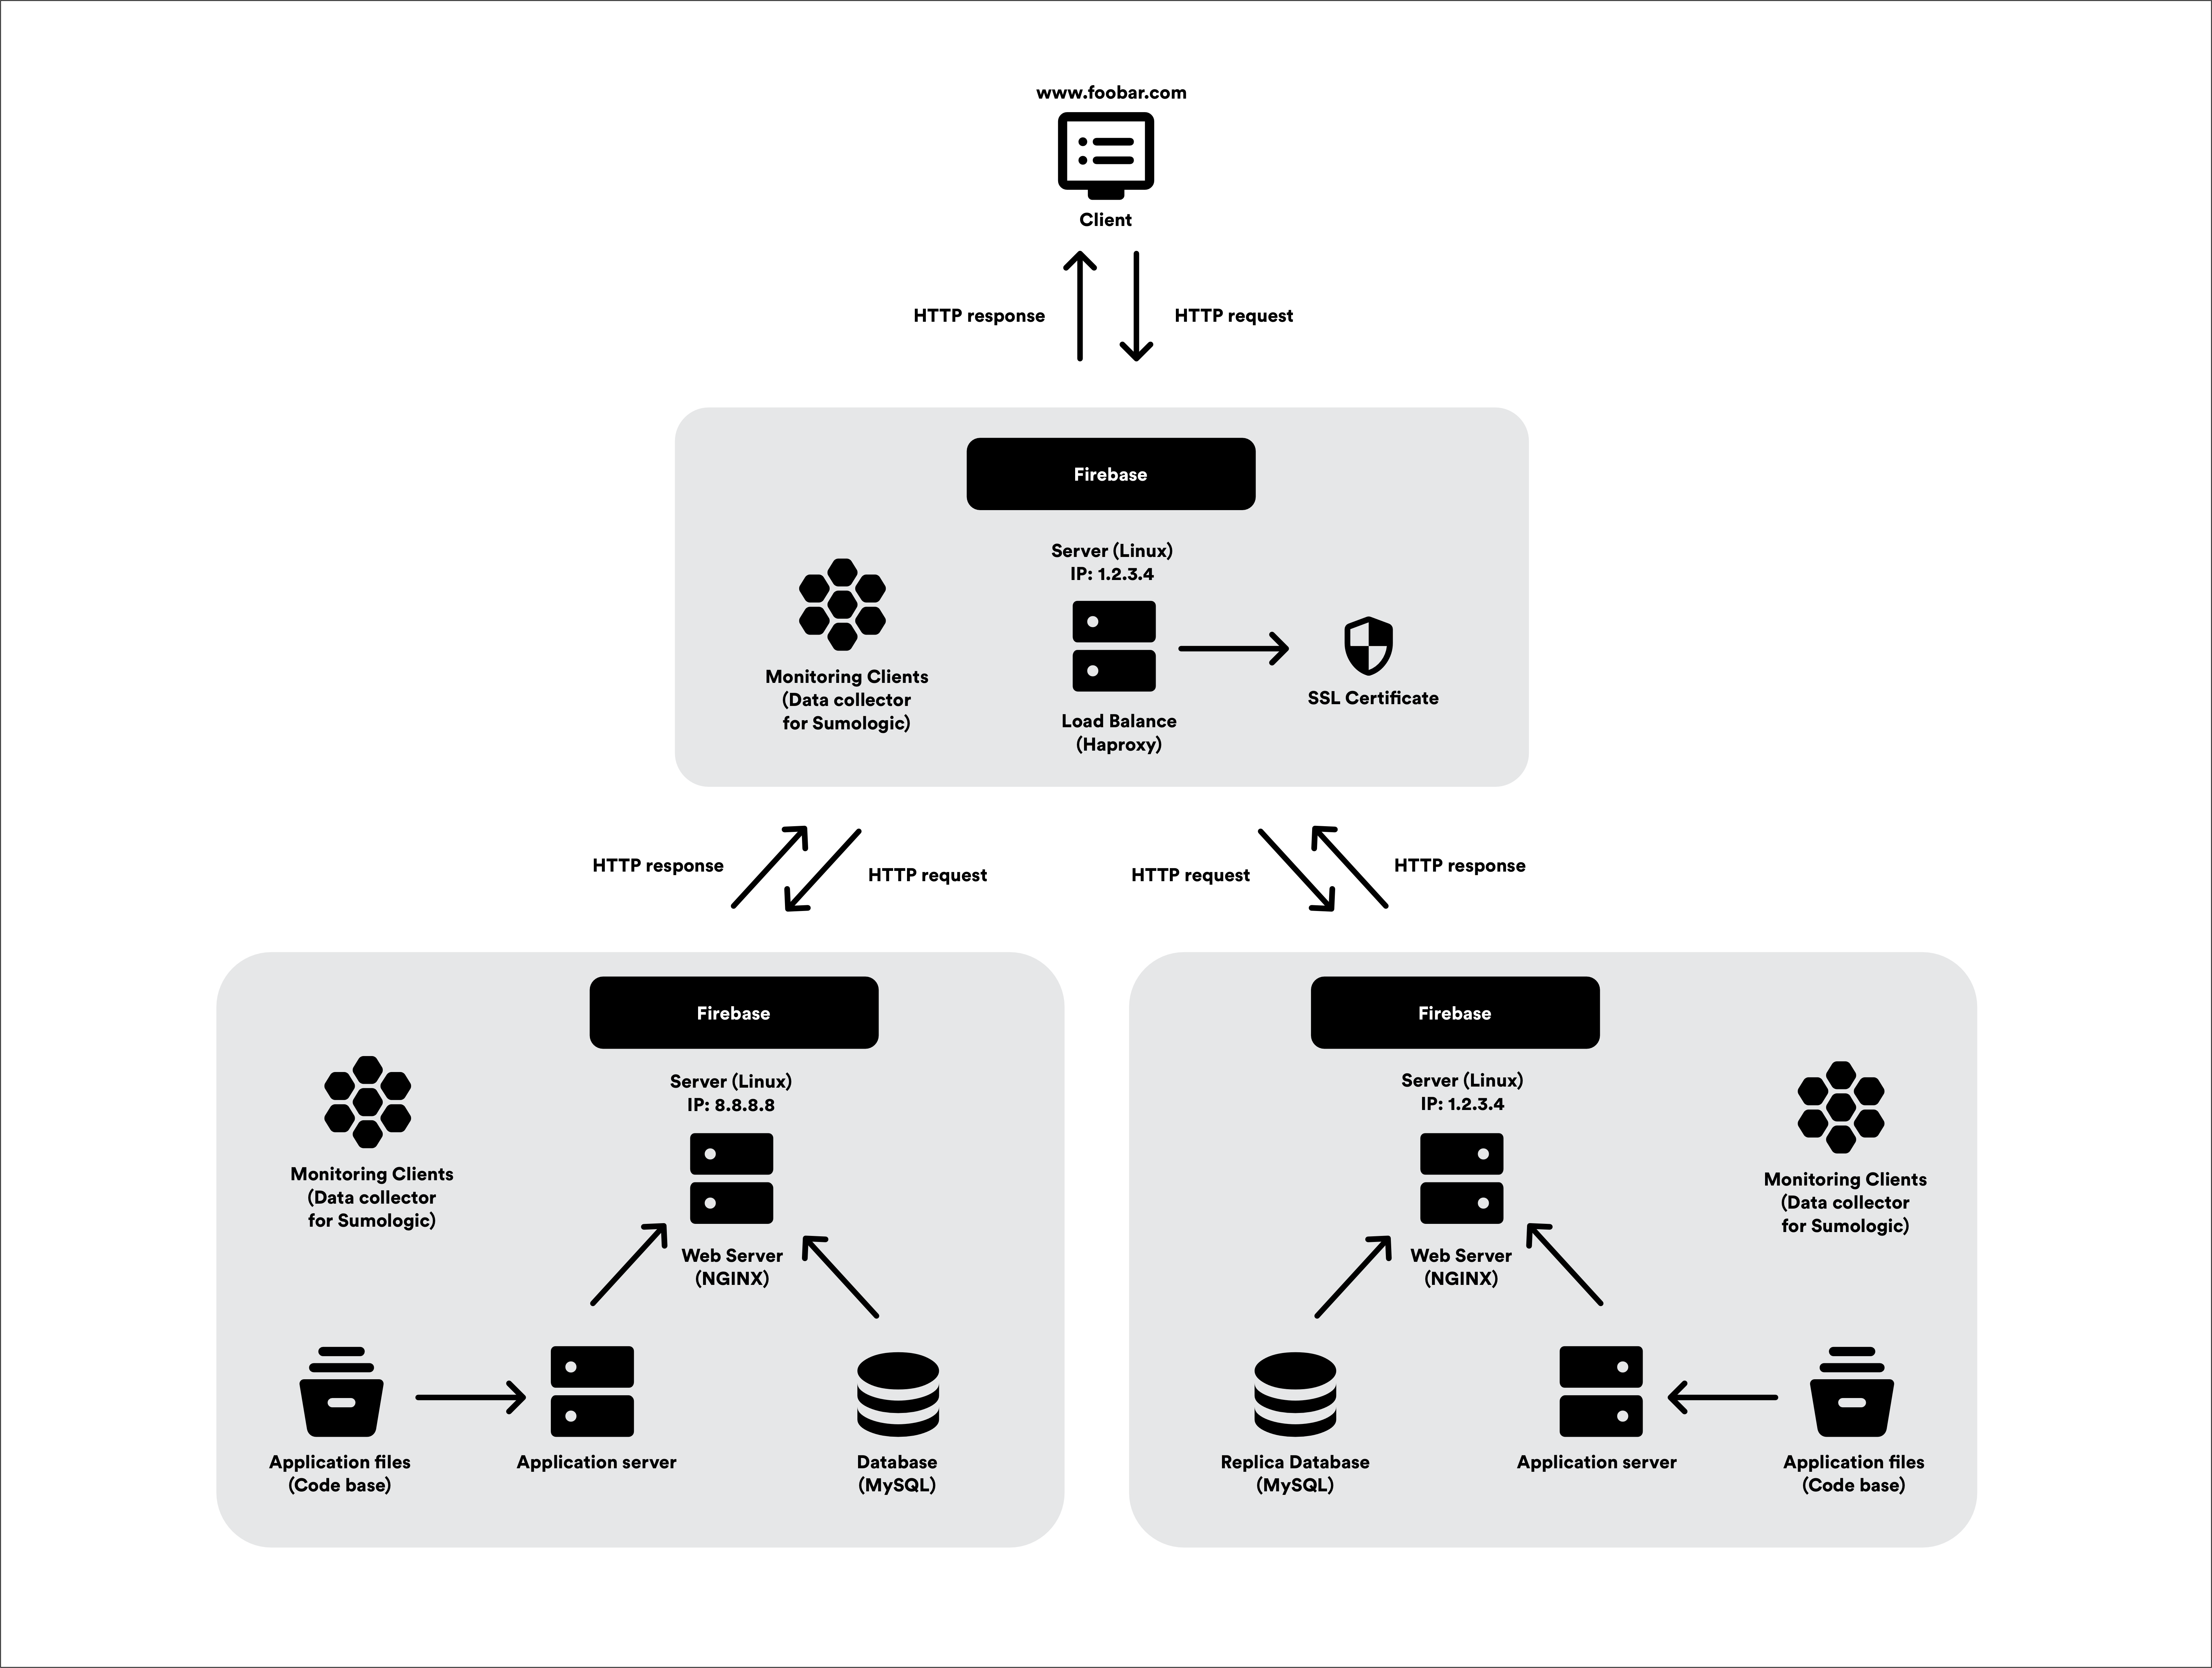 www.foobar.com
Client
HTTP response
HTTP request
Firebase
Server (Linux)
IP: 1.2.3.4
Monitoring Clients
(Data collector
for Sumologic)
Load Balance
(Haproxy)
SSL Certificate
HTTP response
HTTP request
HTTP request
HTTP response
Firebase
Server (Linux)
IP: 8.8.8.8
Monitoring Clients
(Data collector
for Sumologic)
Web Server
(NGINX)
Application files
(Code base)
Application server
Database
(MySQL)
Firebase
Server (Linux)
IP: 1.2.3.4
Monitoring Clients
(Data collector
for Sumologic)
Web Server
(NGINX)
Replica Database
(MySQL)
Application server
Application files
(Code base)